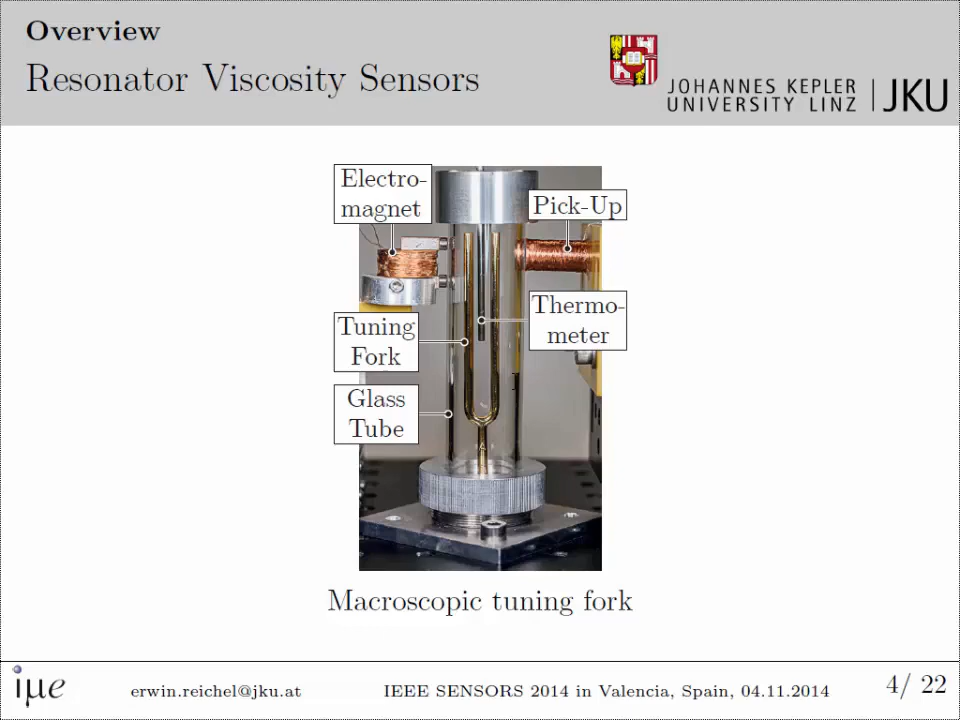 Overview
Resonator Viscosity Sensors
JOHANNES KEPLER
UNIVERSITY LINZ
JKU
Electro-
magnet
Pick-Up
Thermo-
meter
Tuning
Fork
Glass
Tube
Macroscopic tuning fork
iμe
erwin.reichel@jku.at
IEEE SENSORS 2014 in Valencia, Spain, 04.11.2014
4/ 22